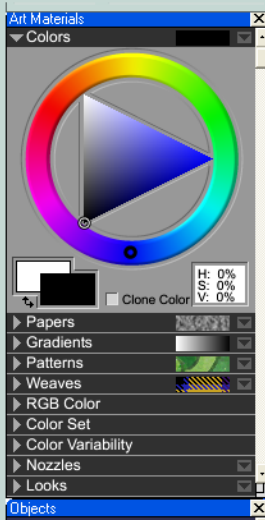 Art Materials
Colors
H: 0%
S: 0%
V: 0%
Clone Color
Papers
Gradients
Patterns
Weaves
RGB Color
Color Set
Color Variability
Nozzles
Looks
Objects